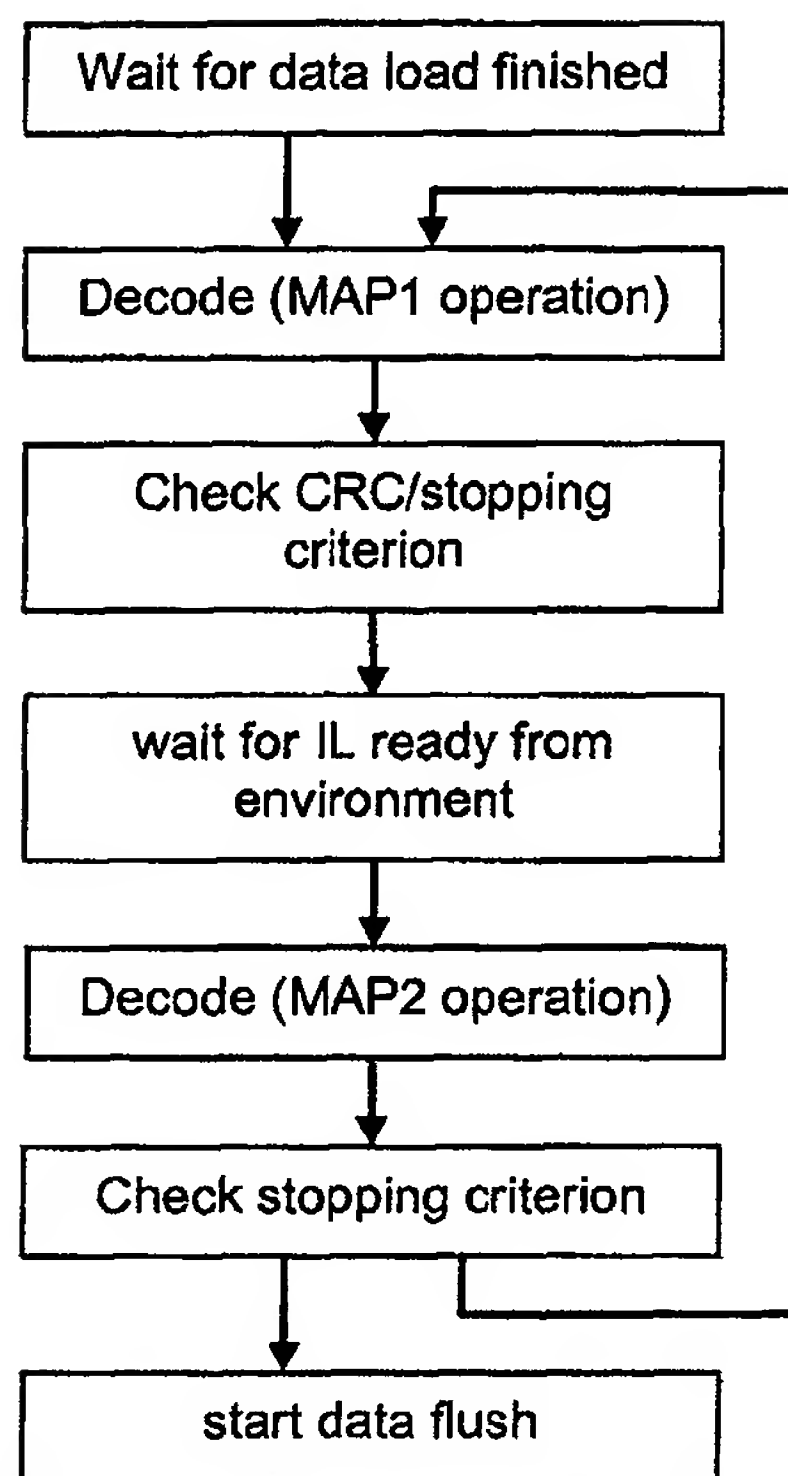 Wait for data load finished
Decode (MAP1 operation)
Check CRC/stopping
criterion
wait for IL ready from
environment
Decode (MAP2 operation)
Check stopping criterion
start data flush